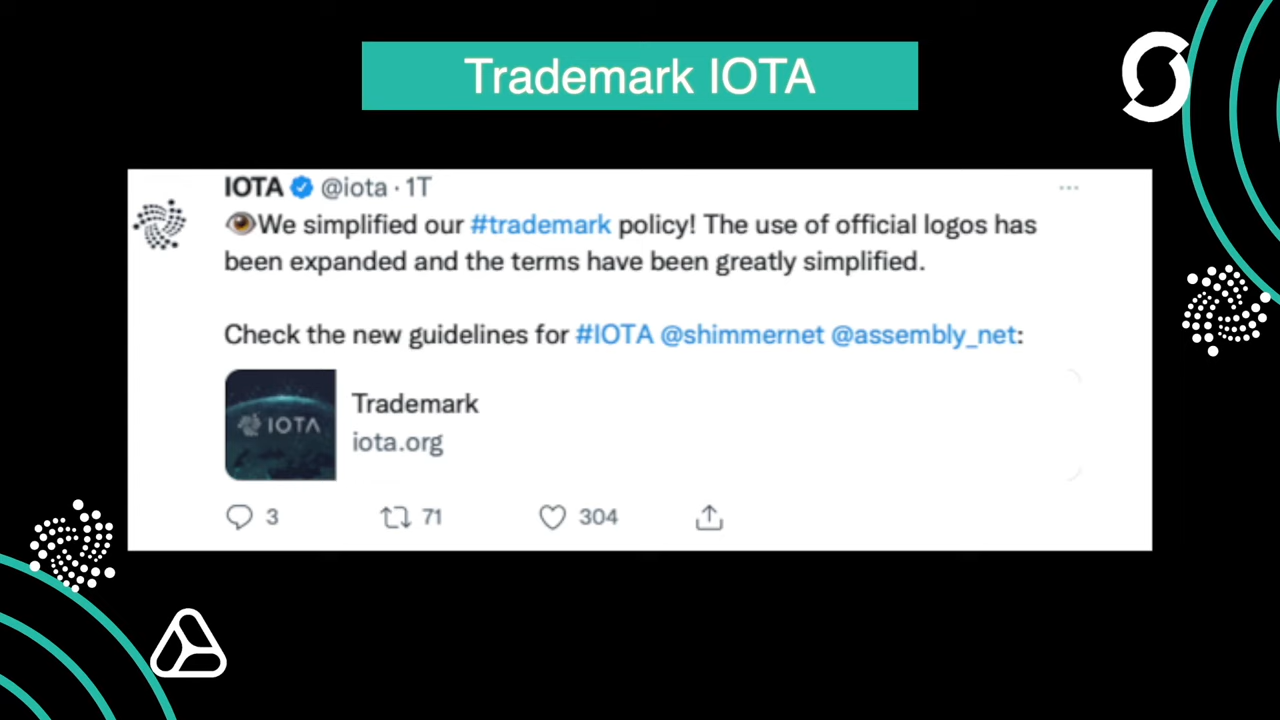 Trademark IOTA
IOTA @iota · 1T
👁We simplified our #trademark policy! The use of official logos has
been expanded and the terms have been greatly simplified.
Check the new guidelines for #IOTA @shimmernet @assembly_net:
IOTA
Trademark
iota.org
3 71 304